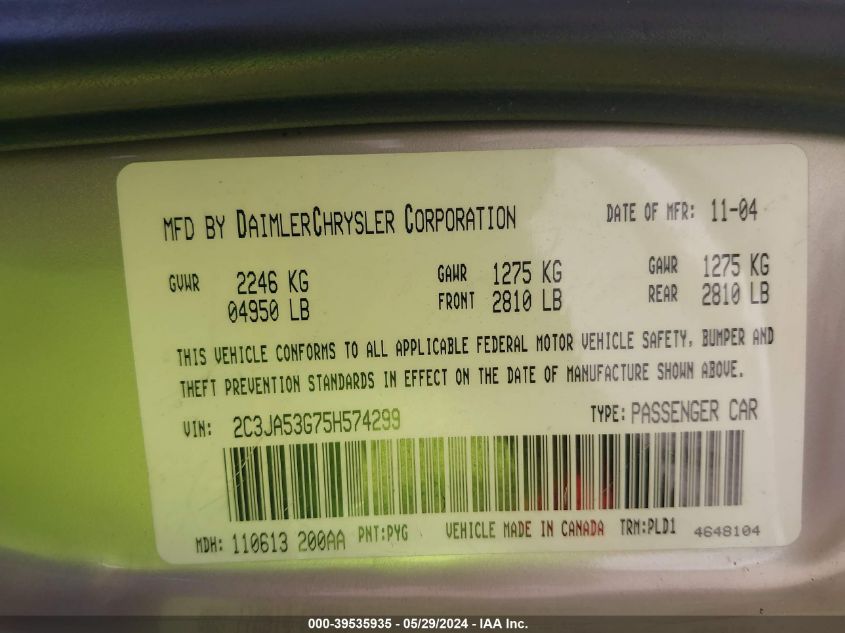 MFD BY DAIMLERCHRYSLER CORPORATION DATE OF MFR: 11-04
GVWR 2246 KG GAWR 1275 KG GAWR 1275 KG
04950 LB FRONT 2810 LB REAR 2810 LB
THIS VEHICLE CONFORMS TO ALL APPLICABLE FEDERAL MOTOR VEHICLE SAFETY, BUMPER AND
THEFT PREVENTION STANDARDS IN EFFECT ON THE DATE OF MANUFACTURE SHOWN ABOVE.
VIN: 2C3JA53G75H574299 TYPE: PASSENGER CAR
MDH: 110613 200AA PNT:PYG VEHICLE MADE IN CANADA TRM:PLD1 4648104
000-39535935 - 05/29/2024 - IAA Inc.